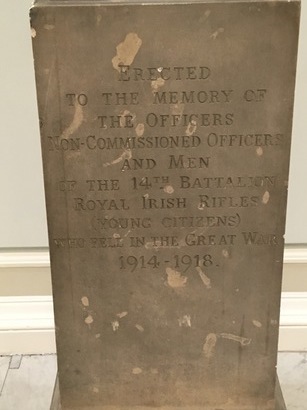 Erected
to the memory of
the Officers
Non-Commissioned Officers
and Men
of the 14th Battalion
Royal Irish Rifles
(Young Citizens)
who fell in the Great War
1914-1918.